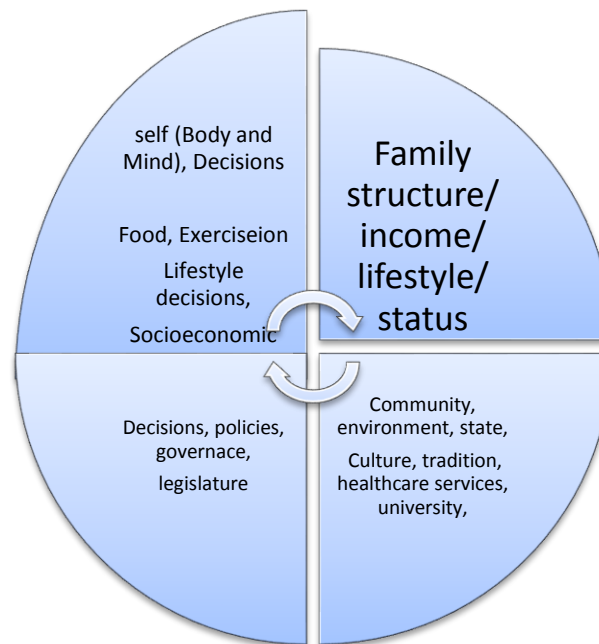 self (Body and
Mind), Decisions
Food, Exerciseion
Lifestyle
decisions,
Socioeconomic
Family
structure/
income/
lifestyle/
status
Decisions, policies,
governace,
legislature
Community,
environment, state,
Culture, tradition,
healthcare services,
university,